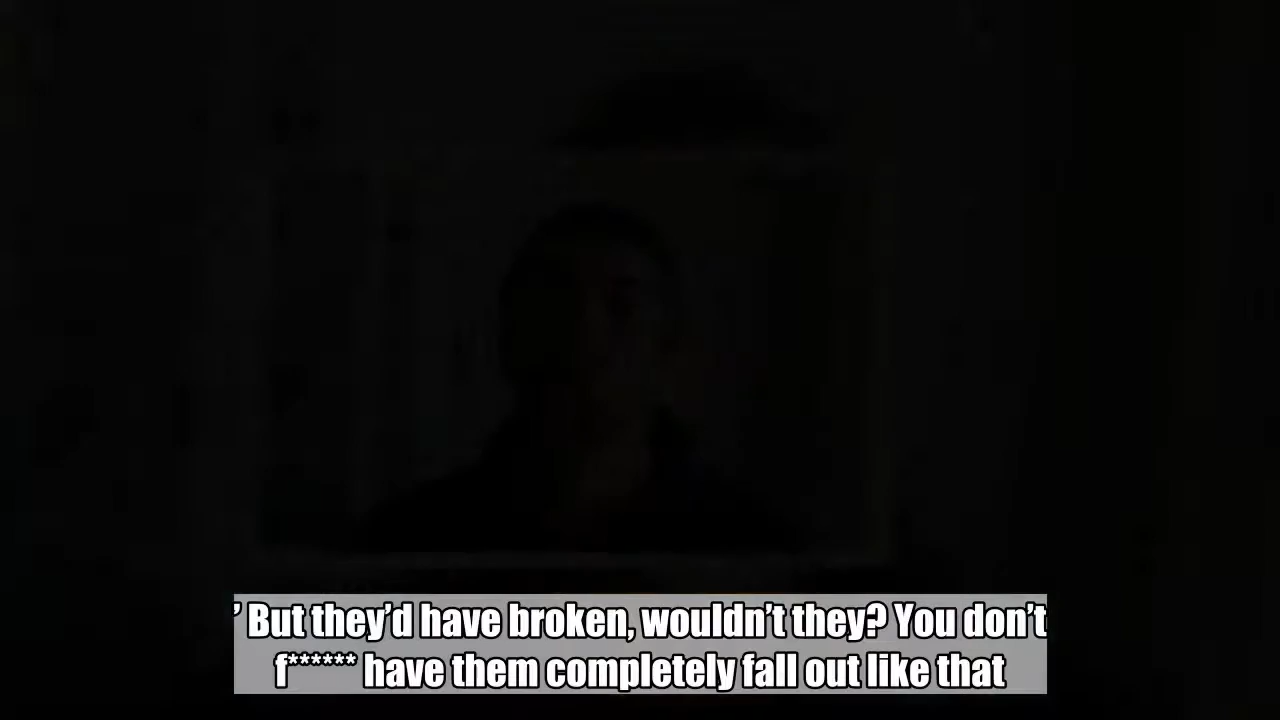 ’ But they’d have broken, wouldn’t they? You don’t
f****** have them completely fall out like that